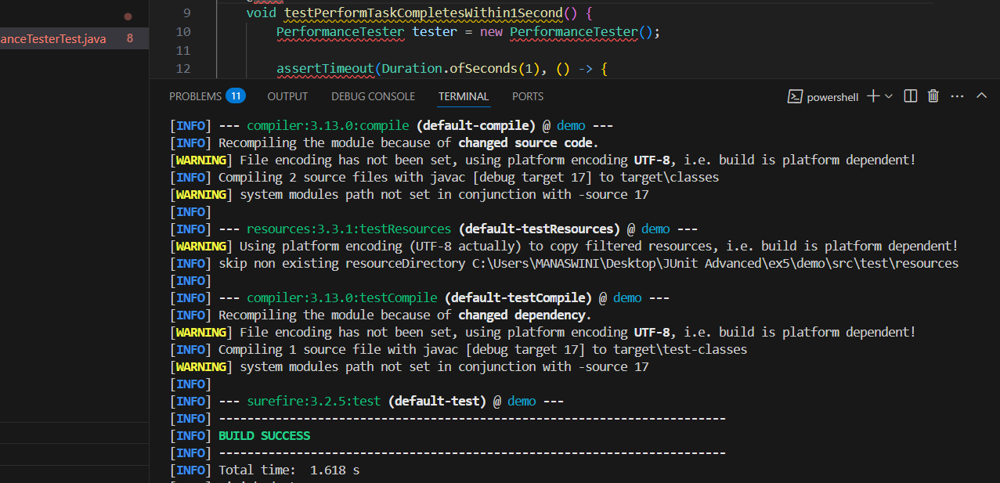 9 void testPerformTaskCompletesWithin1Second() {
anceTesterTest.java 8
10 PerformanceTester tester = new PerformanceTester();
11
12 assertTimeout(Duration.ofSeconds(1), () -> {
PROBLEMS 11 OUTPUT DEBUG CONSOLE TERMINAL PORTS powershell
[INFO] --- compiler:3.13.0:compile (default-compile) @ demo ---
[INFO] Recompiling the module because of changed source code.
[WARNING] File encoding has not been set, using platform encoding UTF-8, i.e. build is platform dependent!
[INFO] Compiling 2 source files with javac [debug target 17] to target\classes
[WARNING] system modules path not set in conjunction with -source 17
[INFO]
[INFO] --- resources:3.3.1:testResources (default-testResources) @ demo ---
[WARNING] Using platform encoding (UTF-8 actually) to copy filtered resources, i.e. build is platform dependent!
[INFO] skip non existing resourceDirectory C:\Users\MANASWINI\Desktop\JUnit Advanced\ex5\demo\src\test\resources
[INFO]
[INFO] --- compiler:3.13.0:testCompile (default-testCompile) @ demo ---
[INFO] Recompiling the module because of changed dependency.
[WARNING] File encoding has not been set, using platform encoding UTF-8, i.e. build is platform dependent!
[INFO] Compiling 1 source file with javac [debug target 17] to target\test-classes
[WARNING] system modules path not set in conjunction with -source 17
[INFO]
[INFO] --- surefire:3.2.5:test (default-test) @ demo ---
[INFO] ------------------------------------------------------------------------
[INFO] BUILD SUCCESS
[INFO] ------------------------------------------------------------------------
[INFO] Total time:  1.618 s